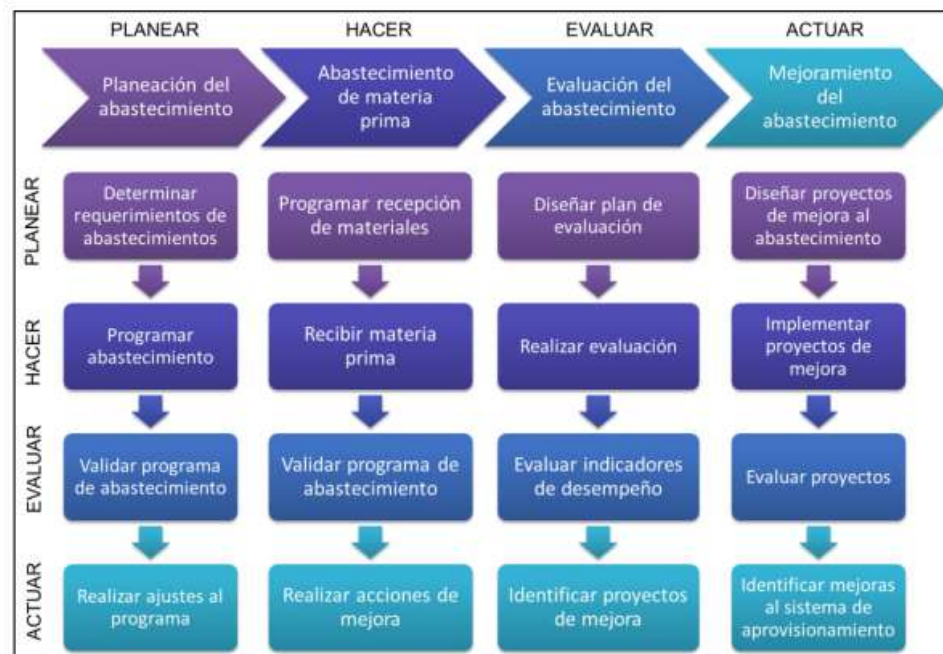 PLANEAR
HACER
EVALUAR
ACTUAR
Planeación del
abastecimiento
Abastecimiento
de materia
prima
Evaluación del
abastecimiento
Mejoramiento
del
abastecimiento
PLANEAR
Determinar
requerimientos de
abastecimientos
Programar recepción
de materiales
Diseñar plan de
evaluación
Diseñar proyectos
de mejora al
abastecimiento
HACER
Programar
abastecimiento
Recibir materia
prima
Realizar evaluación
Implementar
proyectos de
mejora
EVALUAR
Validar programa
de abastecimiento
Validar programa de
abastecimiento
Evaluar indicadores
de desempeño
Evaluar proyectos
ACTUAR
Realizar ajustes al
programa
Realizar acciones de
mejora
Identificar proyectos
de mejora
Identificar mejoras
al sistema de
aprovisionamiento